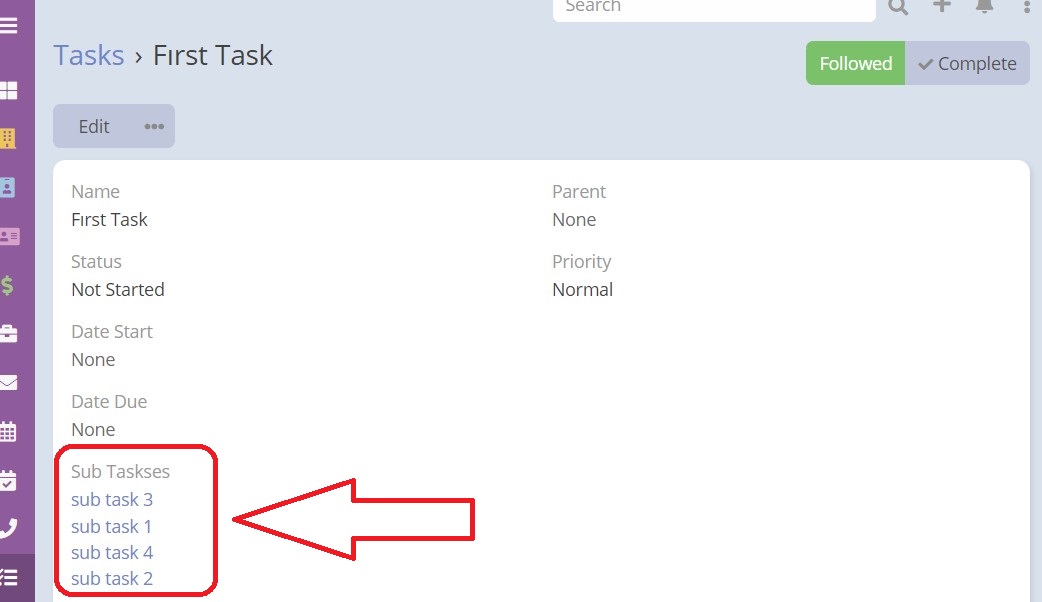 Search
Tasks › First Task
Followed
Complete
Edit
Name
First Task
Parent
None
Status
Not Started
Priority
Normal
Date Start
None
Date Due
None
Sub Taskses
sub task 3
sub task 1
sub task 4
sub task 2